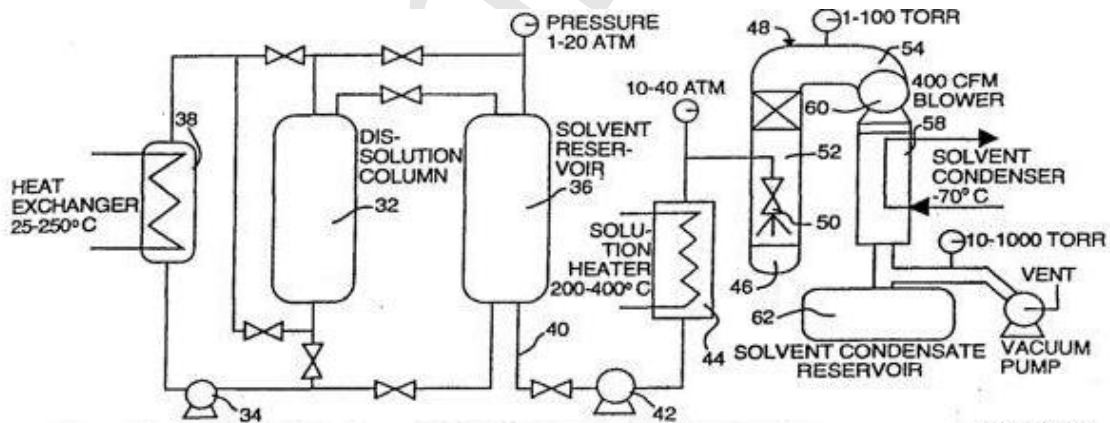 PRESSURE
1-20 ATM
1-100 TORR
48
54
10-40 ATM
400 CFM
BLOWER
60
38
DIS-
SOLUTION
COLUMN
32
SOLVENT
RESER-
VOIR
36
58
52
SOLVENT
CONDENSER
-70° C
HEAT
EXCHANGER
25-250° C
50
SOLU-
TION
HEATER
200-400° C
10-1000 TORR
46
VENT
62
40
44
SOLVENT CONDENSATE
RESERVOIR
VACUUM
PUMP
34
42